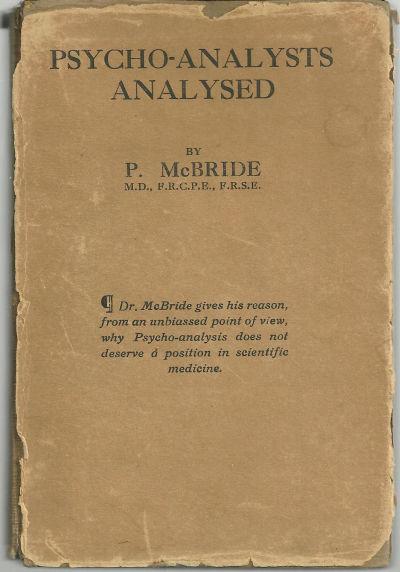 PSYCHO-ANALYSTS
ANALYSED
BY
P. McBRIDE
M.D., F.R.C.P.E., F.R.S.E.
¶ Dr. McBride gives his reason,
from an unbiassed point of view,
why Psycho-analysis does not
deserve a position in scientific
medicine.